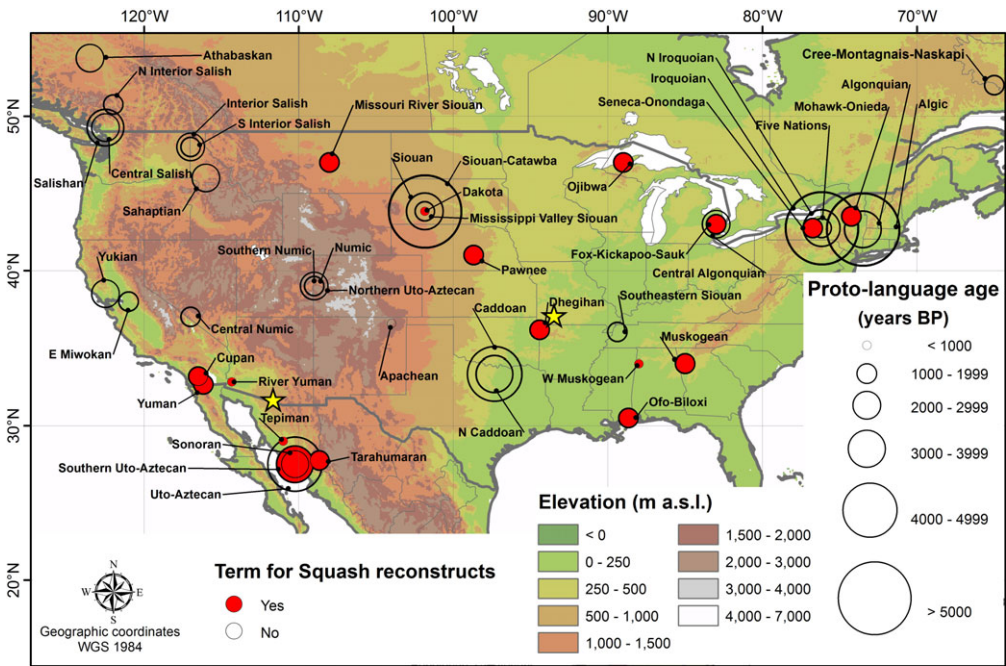 120°W 110°W 100°W 90°W 80°W 70°W
50°N
40°N
30°N
20°N
Athabaskan
N Interior Salish
Interior Salish
S Interior Salish
Salishan
Central Salish
Sahaptian
Missouri River Siouan
Siouan
Siouan-Catawba
Dakota
Mississippi Valley Siouan
Pawnee
Ojibwa
N Iroquoian
Iroquoian
Seneca-Onondaga
Five Nations
Mohawk-Onieda
Cree-Montagnais-Naskapi
Algonquian
Algic
Fox-Kickapoo-Sauk
Central Algonquian
Yukian
E Miwokan
Southern Numic
Numic
Northern Uto-Aztecan
Central Numic
Cupan
Yuman
River Yuman
Apachean
Caddoan
N Caddoan
Dhegihan
Southeastern Siouan
Muskogean
W Muskogean
Ofo-Biloxi
Tepiman
Sonoran
Southern Uto-Aztecan
Uto-Aztecan
Tarahumaran
Proto-language age
(years BP)
< 1000
1000 - 1999
2000 - 2999
3000 - 3999
4000 - 4999
> 5000
Elevation (m a.s.l.)
< 0
0 - 250
250 - 500
500 - 1,000
1,000 - 1,500
1,500 - 2,000
2,000 - 3,000
3,000 - 4,000
4,000 - 7,000
Term for Squash reconstructs
Yes
No
N
W E
S
Geographic coordinates
WGS 1984